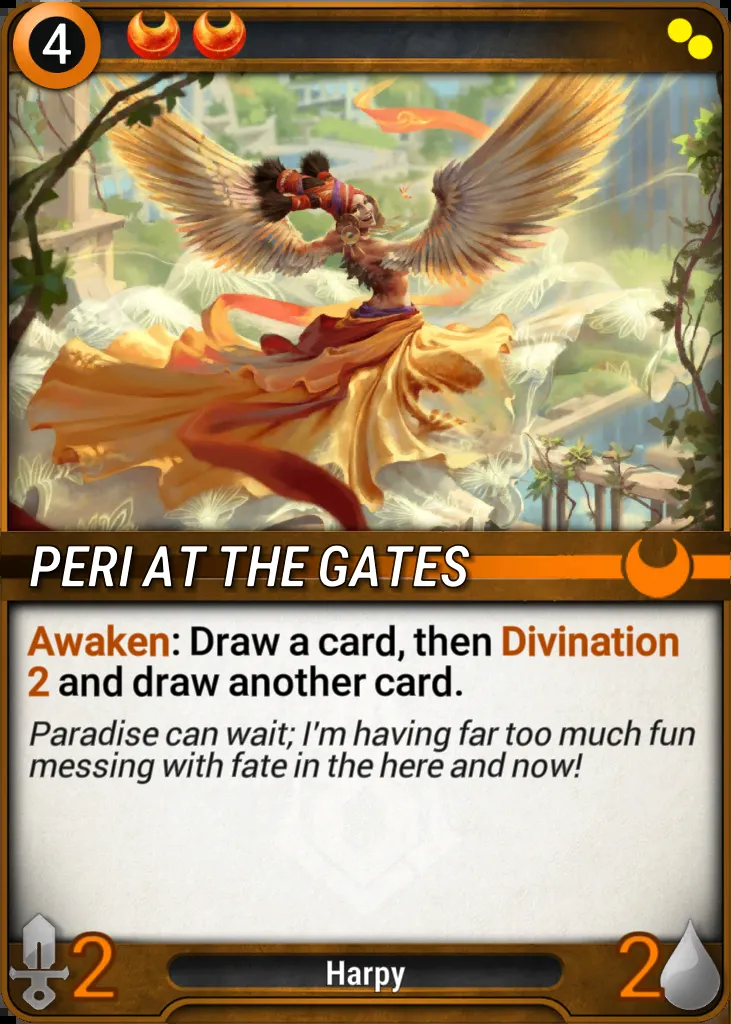 4
PERI AT THE GATES
Awaken: Draw a card, then Divination
2 and draw another card.
Paradise can wait; I'm having far too much fun
messing with fate in the here and now!
2
Harpy
2